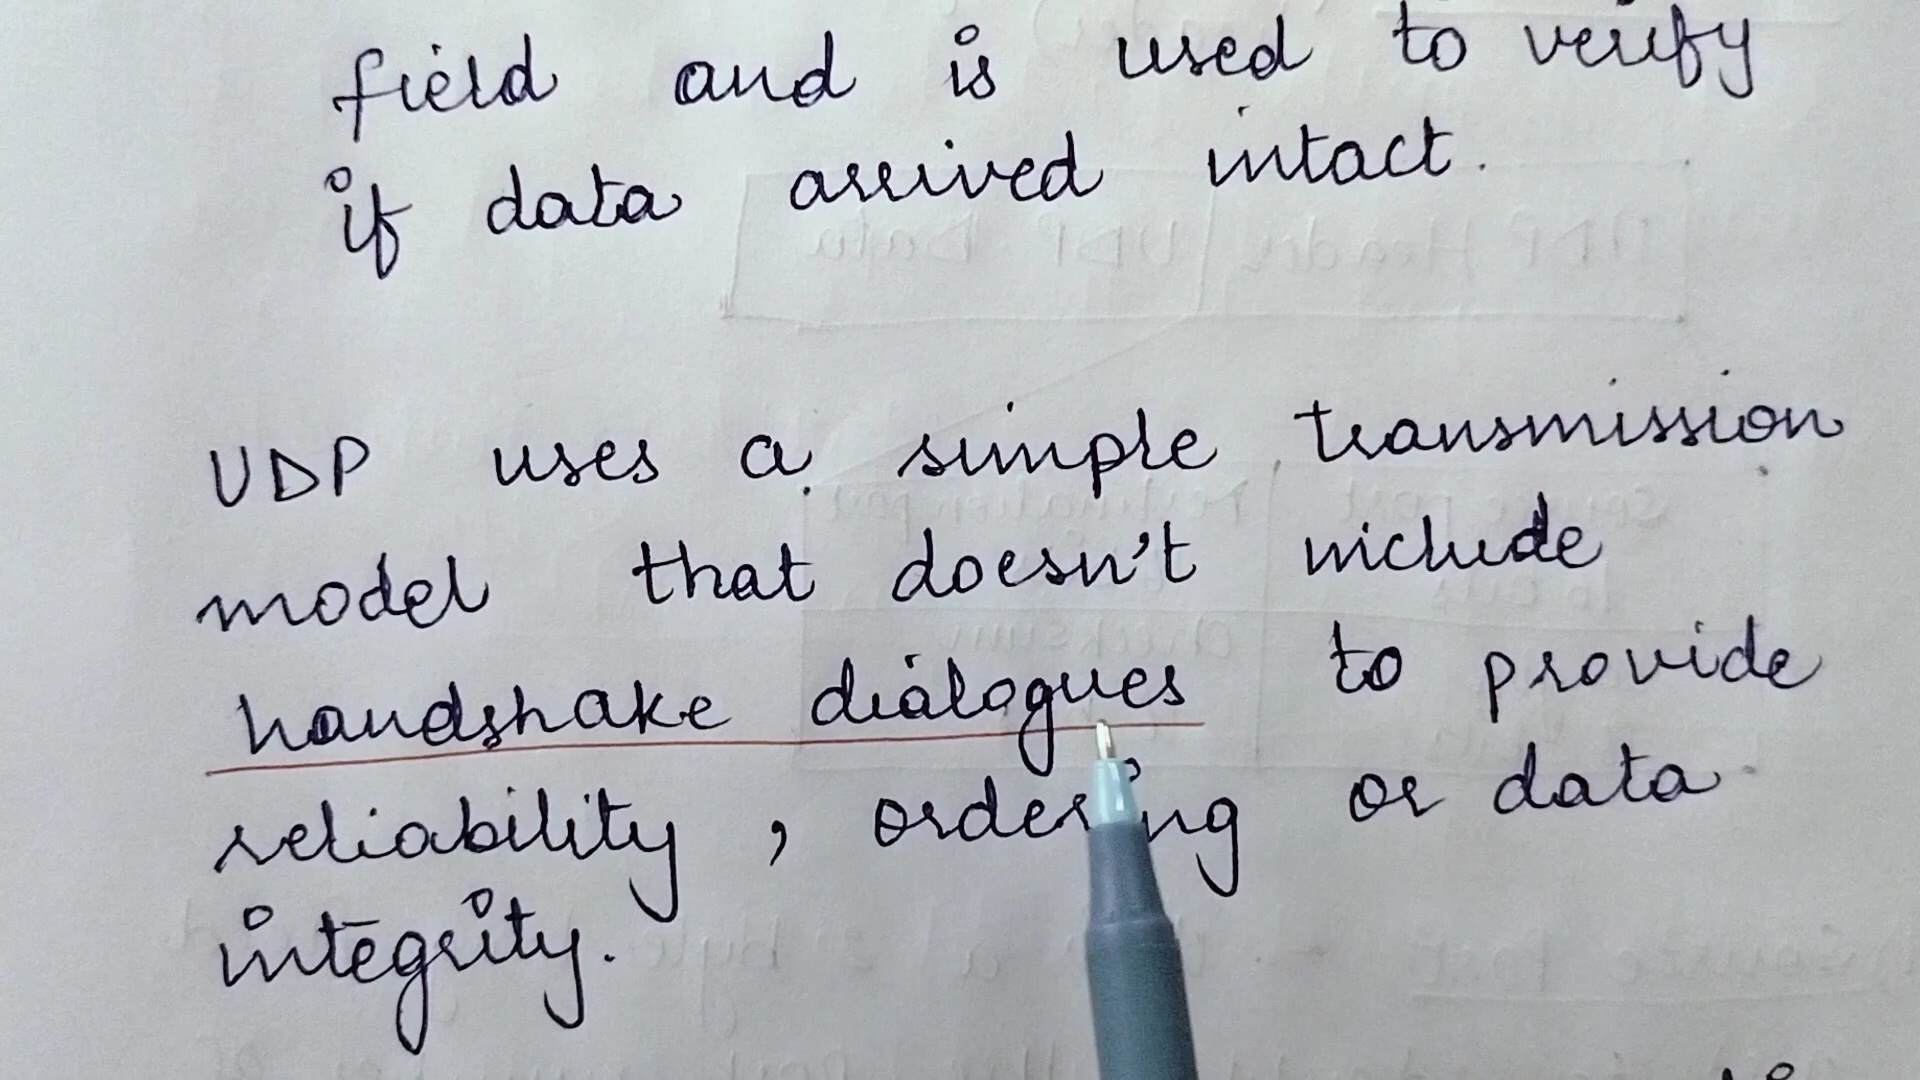 field and is used to verify
if data arrived intact.
UDP uses a simple transmission
model that doesn't include
handshake dialogues to provide
reliability, ordering or data
integrity.